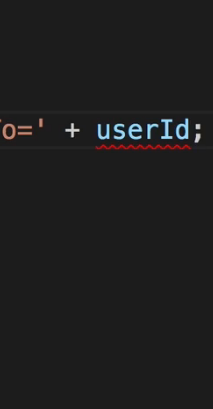 o=' + userId;